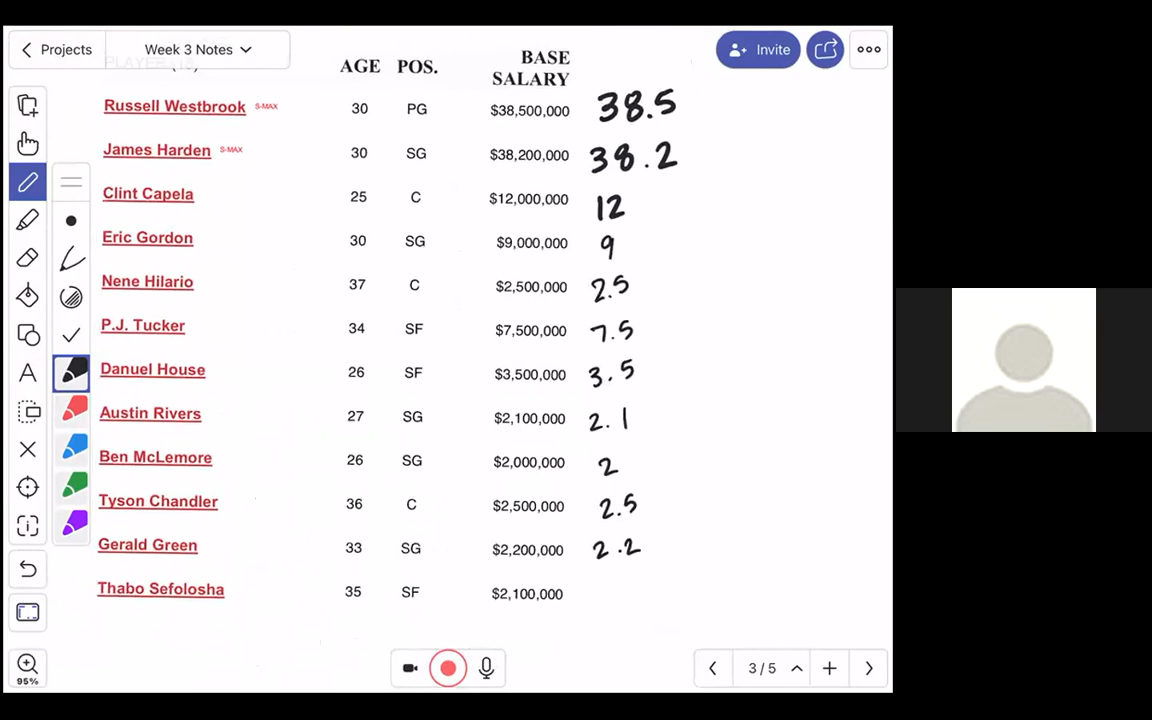 Projects
Week 3 Notes
Invite
AGE POS. BASE
SALARY
Russell Westbrook S-MAX 30 PG $38,500,000 38.5
James Harden S-MAX 30 SG $38,200,000 38.2
Clint Capela 25 C $12,000,000 12
Eric Gordon 30 SG $9,000,000 9
Nene Hilario 37 C $2,500,000 2.5
P.J. Tucker 34 SF $7,500,000 7.5
Danuel House 26 SF $3,500,000 3.5
Austin Rivers 27 SG $2,100,000 2.1
Ben McLemore 26 SG $2,000,000 2
Tyson Chandler 36 C $2,500,000 2.5
Gerald Green 33 SG $2,200,000 2.2
Thabo Sefolosha 35 SF $2,100,000
95%
3/5